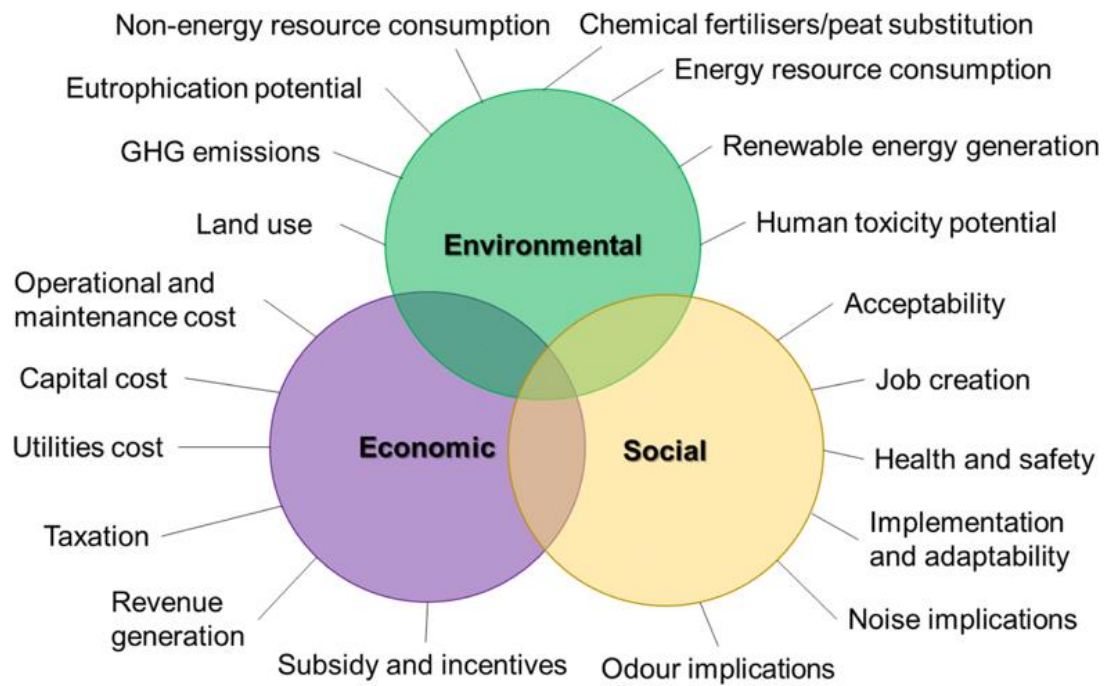 Non-energy resource consumption
Chemical fertilisers/peat substitution
Energy resource consumption
Eutrophication potential
GHG emissions
Renewable energy generation
Land use
Human toxicity potential
Environmental
Operational and
maintenance cost
Acceptability
Capital cost
Job creation
Utilities cost
Economic
Social
Health and safety
Taxation
Implementation
and adaptability
Revenue
generation
Noise implications
Subsidy and incentives
Odour implications